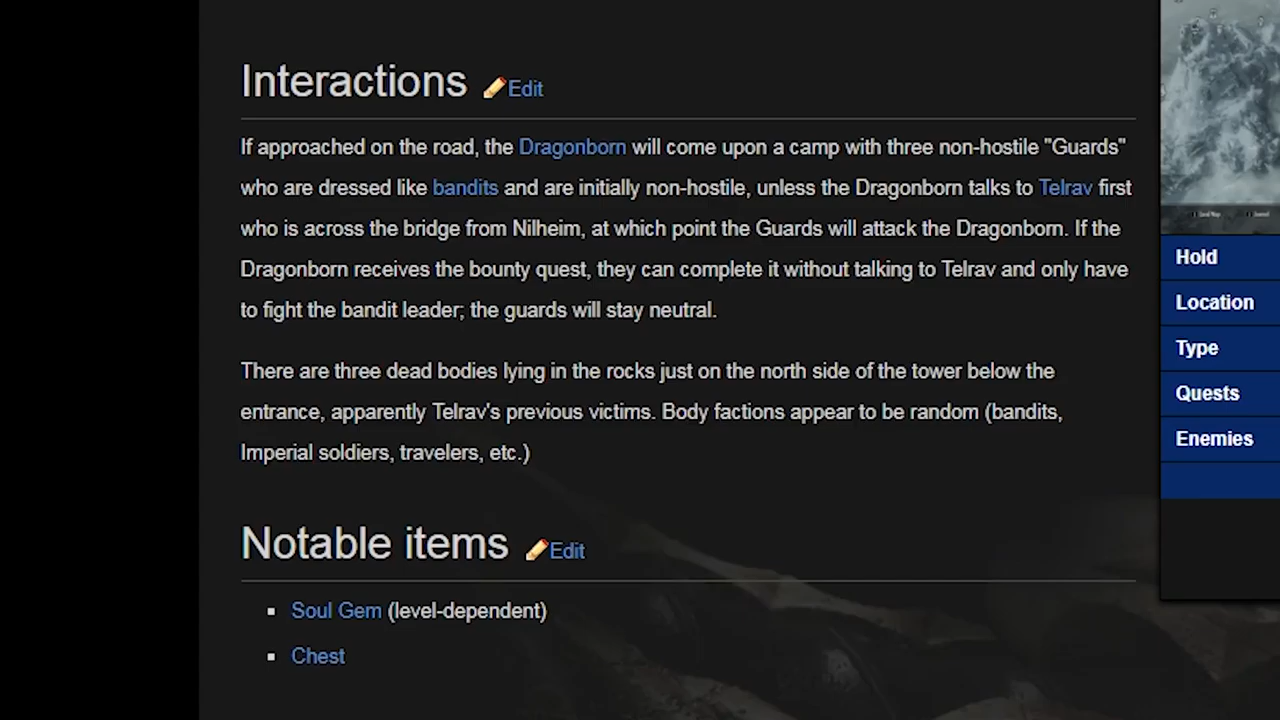 Interactions Edit
If approached on the road, the Dragonborn will come upon a camp with three non-hostile "Guards"
who are dressed like bandits and are initially non-hostile, unless the Dragonborn talks to Telrav first
who is across the bridge from Nilheim, at which point the Guards will attack the Dragonborn. If the
Dragonborn receives the bounty quest, they can complete it without talking to Telrav and only have
to fight the bandit leader; the guards will stay neutral.
There are three dead bodies lying in the rocks just on the north side of the tower below the
entrance, apparently Telrav's previous victims. Body factions appear to be random (bandits,
Imperial soldiers, travelers, etc.)
Notable items Edit
Soul Gem (level-dependent)
Chest
Hold
Location
Type
Quests
Enemies